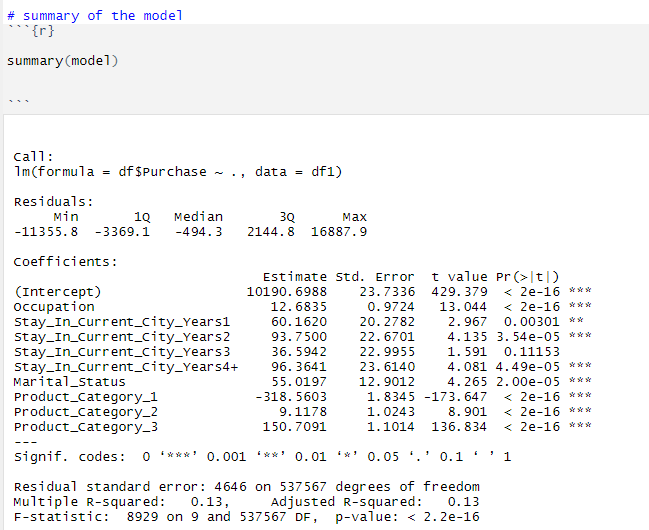 # summary of the model
```{r}
summary(model)
```
Call:
lm(formula = df$Purchase ~ ., data = df1)
Residuals:
     Min       1Q   Median       3Q      Max
-11355.8  -3369.1   -494.3   2144.8  16887.9
Coefficients:
                             Estimate Std. Error  t value Pr(>|t|)
(Intercept)                10190.6988    23.7336  429.379  < 2e-16 ***
Occupation                    12.6835     0.9724   13.044  < 2e-16 ***
Stay_In_Current_City_Years1   60.1620    20.2782    2.967  0.00301 **
Stay_In_Current_City_Years2   93.7500    22.6701    4.135 3.54e-05 ***
Stay_In_Current_City_Years3   36.5942    22.9955    1.591  0.11153
Stay_In_Current_City_Years4+  96.3641    23.6140    4.081 4.49e-05 ***
Marital_Status                55.0197    12.9012    4.265 2.00e-05 ***
Product_Category_1          -318.5603     1.8345 -173.647  < 2e-16 ***
Product_Category_2             9.1178     1.0243    8.901  < 2e-16 ***
Product_Category_3           150.7091     1.1014  136.834  < 2e-16 ***
---
Signif. codes:  0 ‘***’ 0.001 ‘**’ 0.01 ‘*’ 0.05 ‘.’ 0.1 ‘ ’ 1
Residual standard error: 4646 on 537567 degrees of freedom
Multiple R-squared:   0.13,	Adjusted R-squared:   0.13
F-statistic:  8929 on 9 and 537567 DF,  p-value: < 2.2e-16